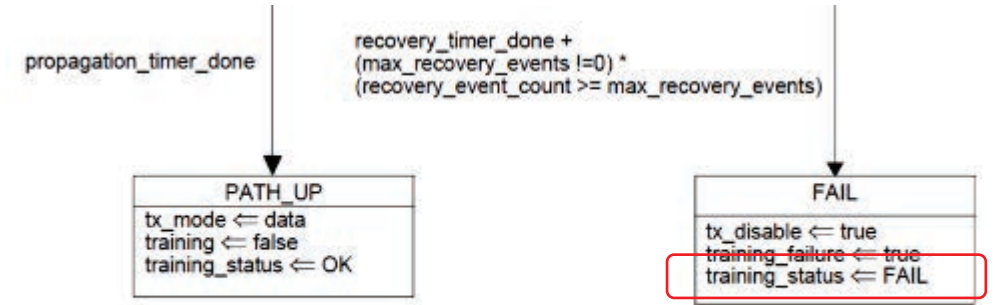 propagation_timer_done
recovery_timer_done +
(max_recovery_events !=0) *
(recovery_event_count >= max_recovery_events)
PATH_UP
tx_mode ⇐ data
training ⇐ false
training_status ⇐ OK
FAIL
tx_disable ⇐ true
training_failure ⇐ true
training_status ⇐ FAIL